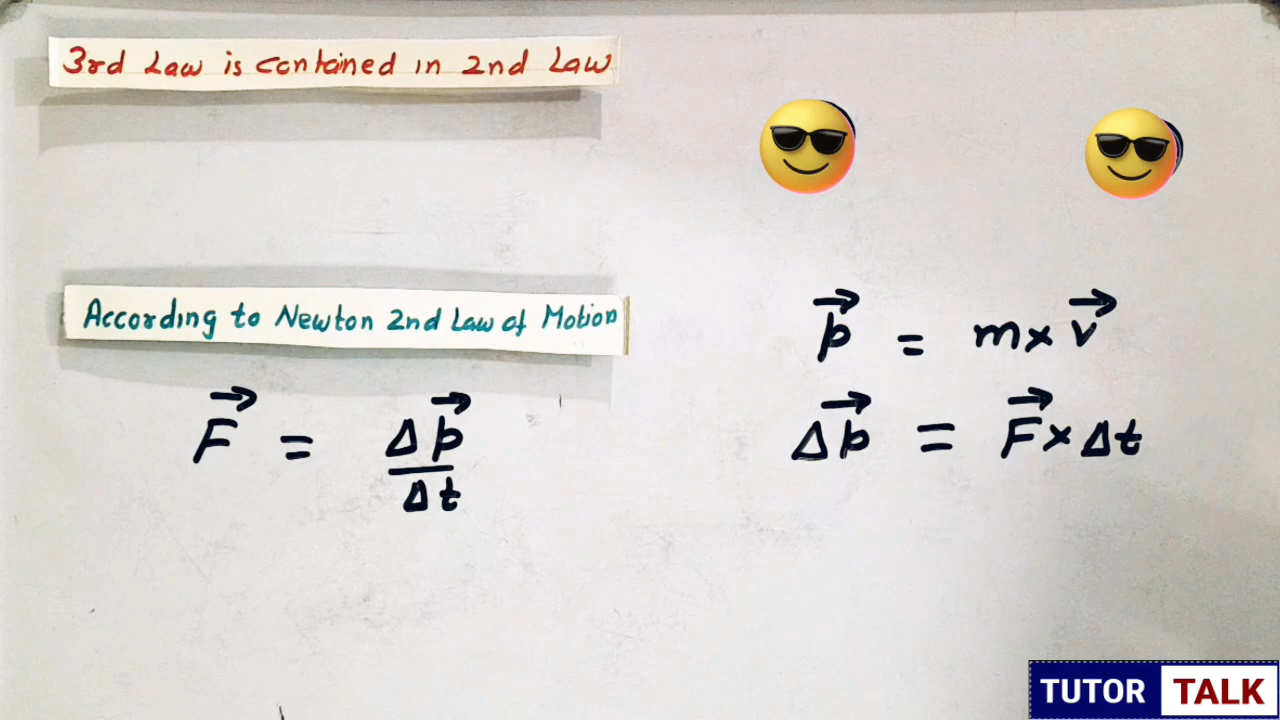 3rd Law is contained in 2nd Law
According to Newton 2nd Law of Motion
F⃗ = Δp⃗ / Δt
p⃗ = m × v⃗
Δp⃗ = F⃗ × Δt
TUTOR TALK